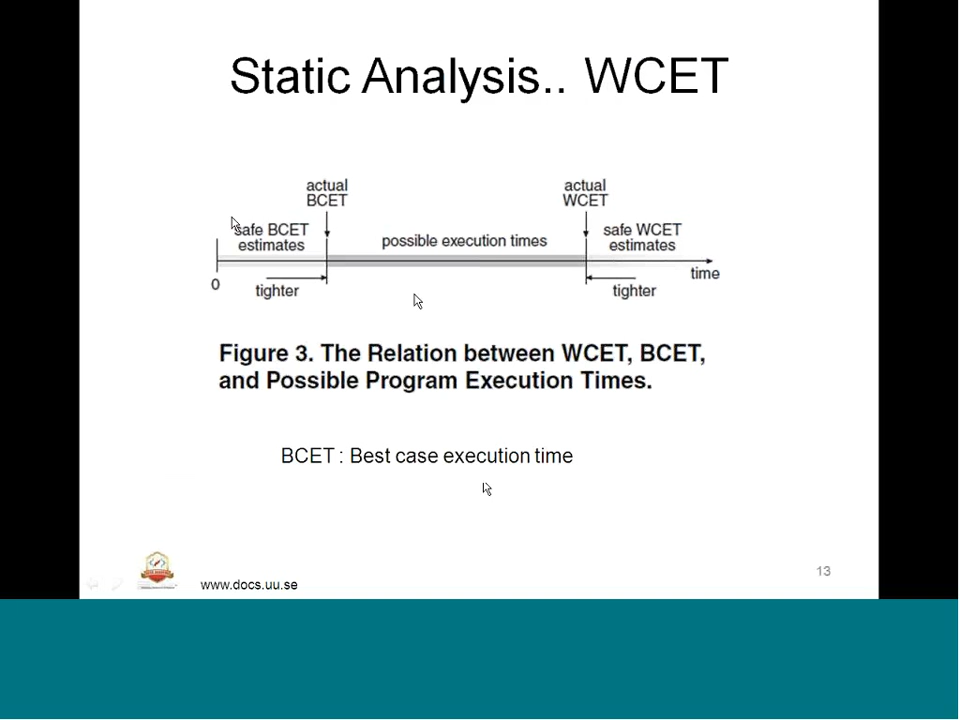 Static Analysis.. WCET
actual
BCET
actual
WCET
safe BCET
estimates
possible execution times
safe WCET
estimates
time
0
tighter
tighter
Figure 3. The Relation between WCET, BCET,
and Possible Program Execution Times.
BCET : Best case execution time
www.docs.uu.se
13